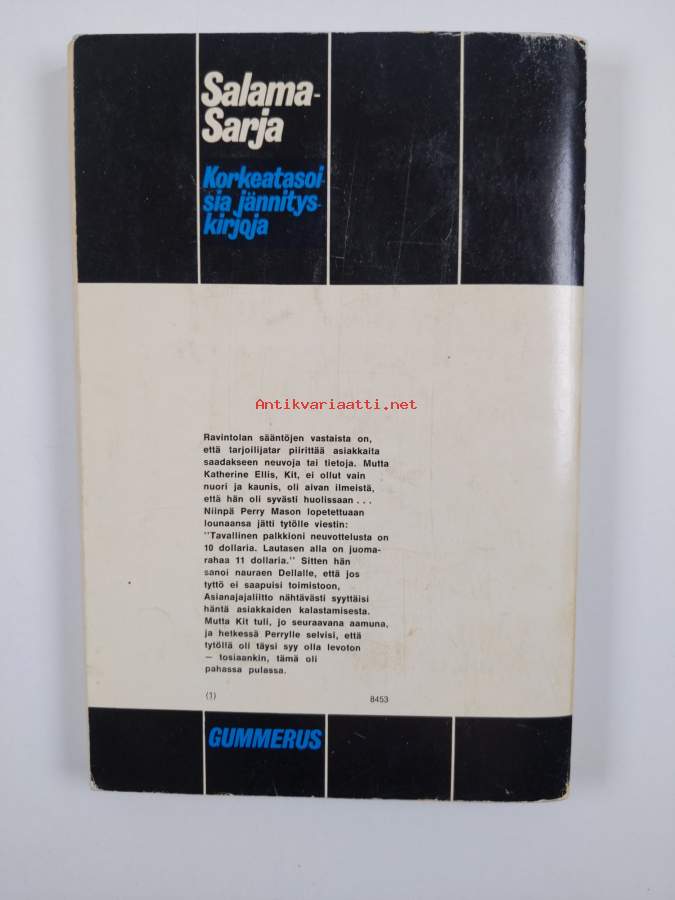 Salama-
Sarja
Korkeatasoi-
sia jännitys-
kirjoja
Antikvariaatti.net
Ravintolan sääntöjen vastaista on,
että tarjoilijatar piirittää asiakkaita
saadakseen neuvoja tai tietoja. Mutta
Katherine Ellis, Kit, ei ollut vain
nuori ja kaunis, oli aivan ilmeistä,
että hän oli syvästi huolissaan...
Niinpä Perry Mason lopetettuaan
lounaansa jätti tytölle viestin:
"Tavallinen palkkioni neuvottelusta on
10 dollaria. Lautasen alla on juoma-
rahaa 11 dollaria." Sitten hän
sanoi nauraen Dellalle, että jos
tyttö ei saapuisi toimistoon,
Asianajajaliitto nähtävästi syyttäisi
häntä asiakkaiden kalastamisesta.
Mutta Kit tuli, jo seuraavana aamuna,
ja hetkessä Perrylle selvisi, että
tytöllä oli täysi syy olla levoton
– tosiaankin, tämä oli
pahassa pulassa.
(1) 8453
GUMMERUS